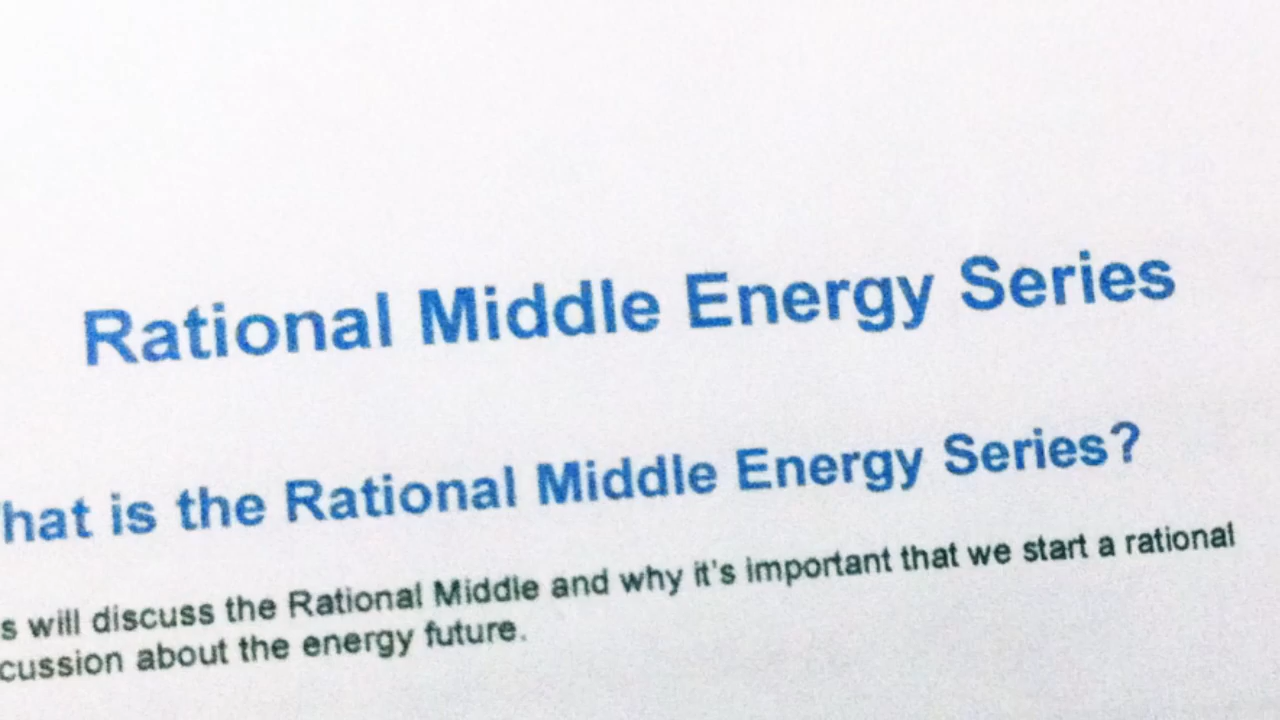 Rational Middle Energy Series
hat is the Rational Middle Energy Series?
s will discuss the Rational Middle and why it's important that we start a rational
cussion about the energy future.